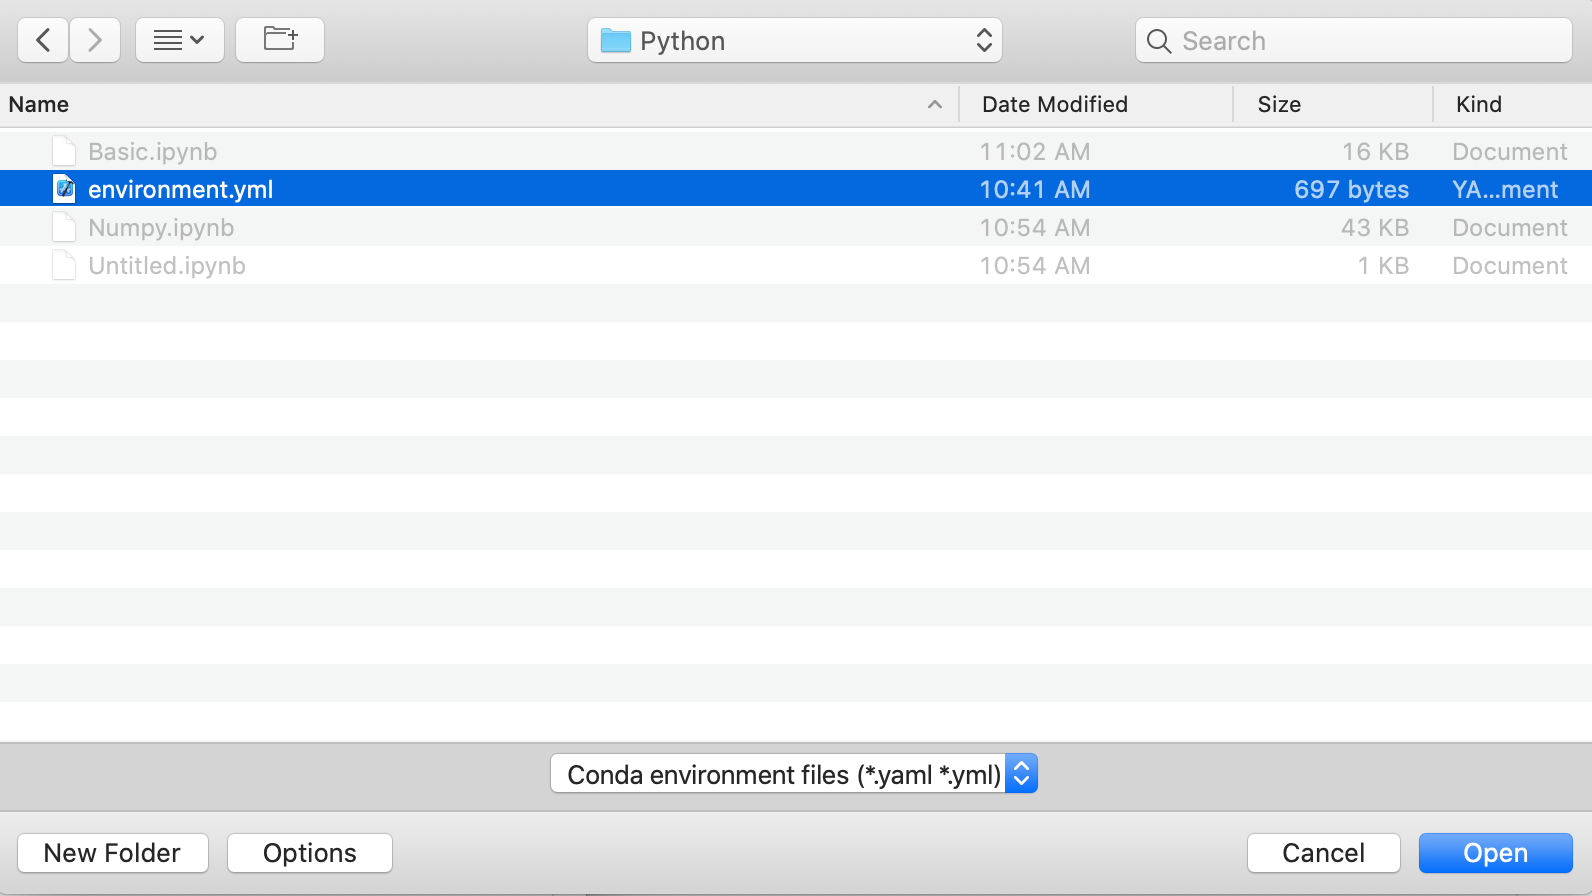 Python
Search
Name Date Modified Size Kind
Basic.ipynb 11:02 AM 16 KB Document
environment.yml 10:41 AM 697 bytes YA...ment
Numpy.ipynb 10:54 AM 43 KB Document
Untitled.ipynb 10:54 AM 1 KB Document
Conda environment files (*.yaml *.yml)
New Folder Options Cancel Open